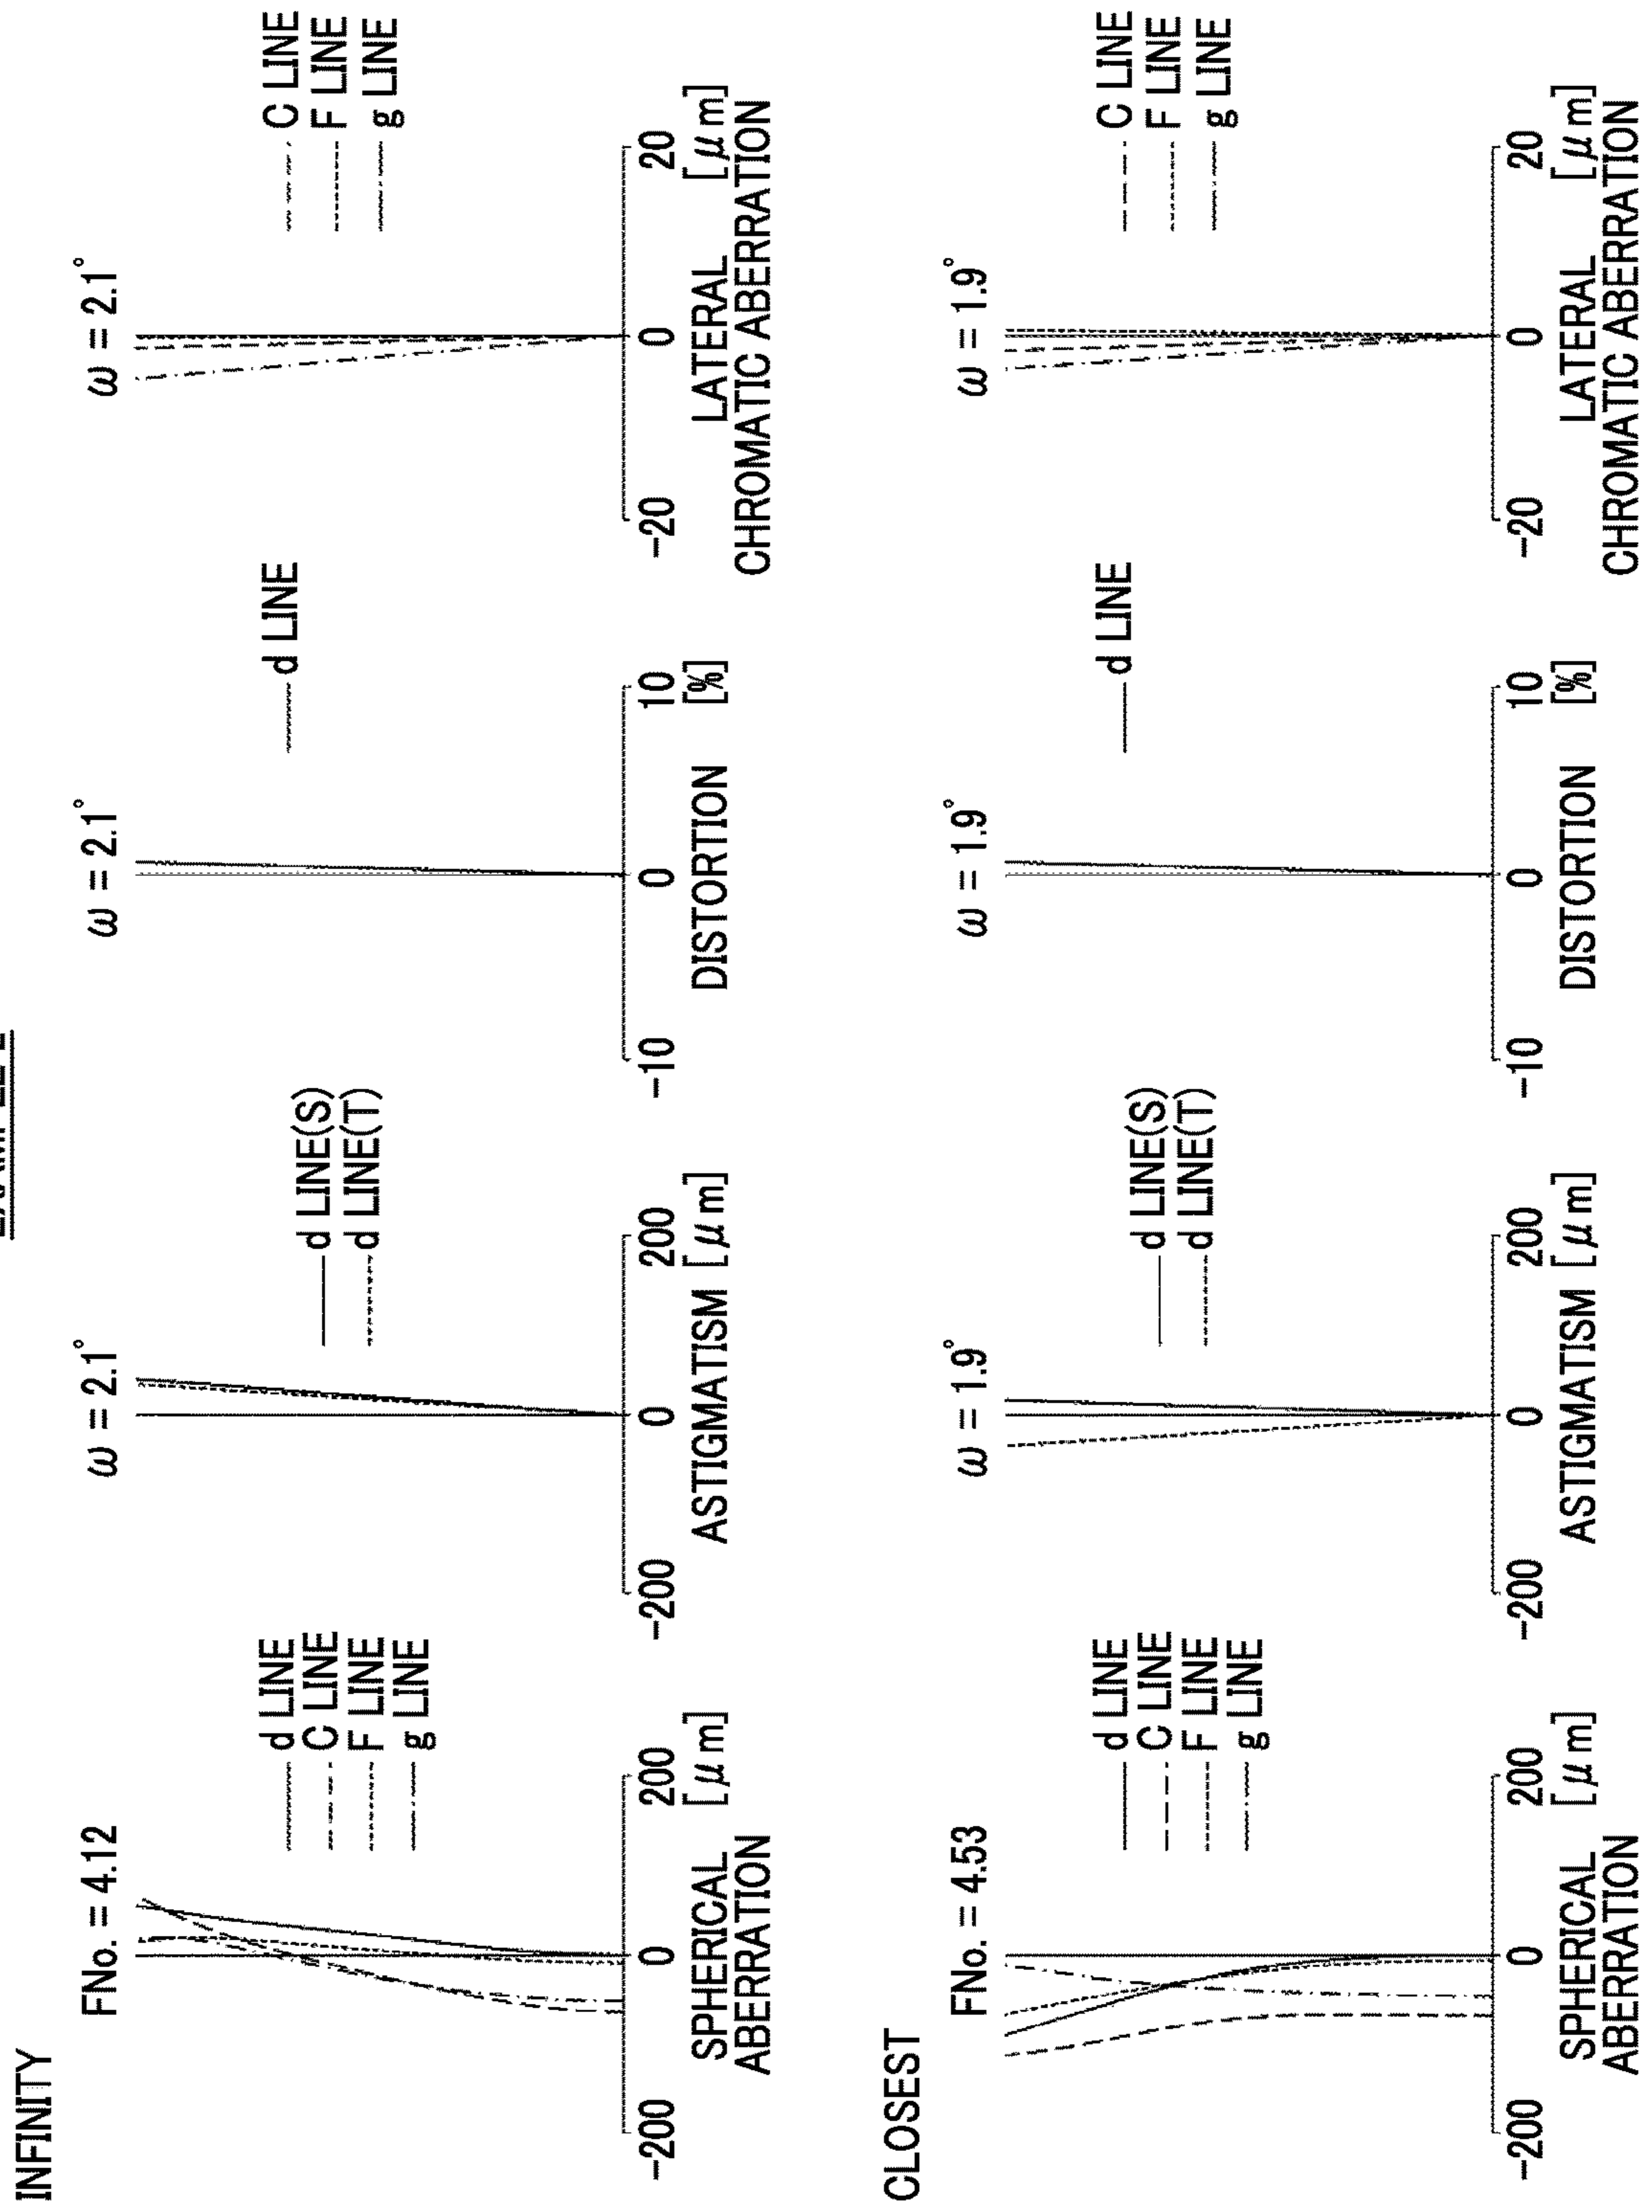 INFINITY
FNo. = 4.12
d LINE
C LINE
F LINE
g LINE
-200
0
200
SPHERICAL [μm]
ABERRATION
ω = 2.1°
d LINE(S)
d LINE(T)
-200
0
200
ASTIGMATISM [μm]
ω = 2.1°
d LINE
-10
0
10
DISTORTION [%]
ω = 2.1°
C LINE
F LINE
g LINE
-20
0
20
LATERAL [μm]
CHROMATIC ABERRATION
CLOSEST
FNo. = 4.53
d LINE
C LINE
F LINE
g LINE
-200
0
200
SPHERICAL [μm]
ABERRATION
ω = 1.9°
d LINE(S)
d LINE(T)
-200
0
200
ASTIGMATISM [μm]
ω = 1.9°
d LINE
-10
0
10
DISTORTION [%]
ω = 1.9°
C LINE
F LINE
g LINE
-20
0
20
LATERAL [μm]
CHROMATIC ABERRATION